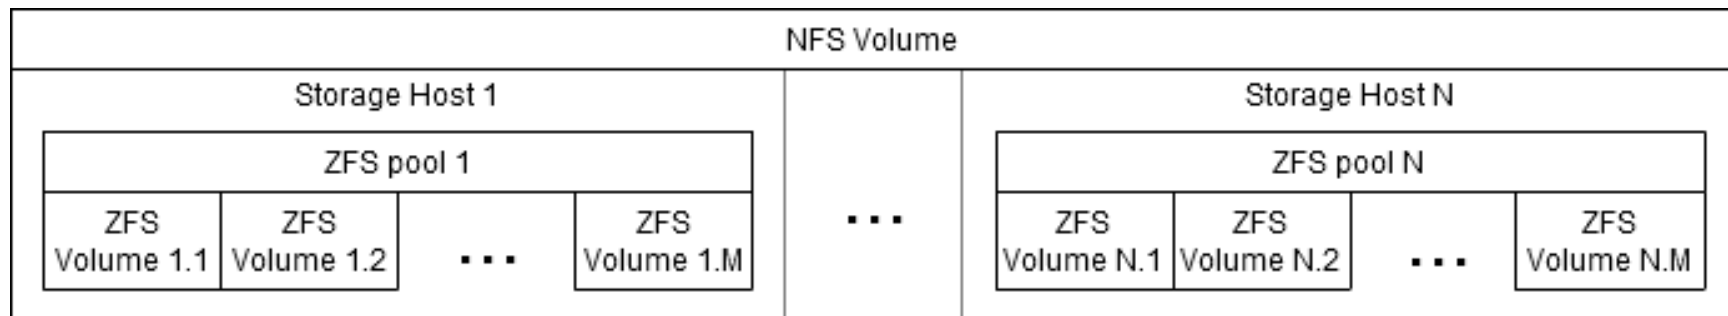 NFS Volume
Storage Host 1
ZFS pool 1
ZFS
Volume 1.1
ZFS
Volume 1.2
...
ZFS
Volume 1.M
...
Storage Host N
ZFS pool N
ZFS
Volume N.1
ZFS
Volume N.2
...
ZFS
Volume N.M